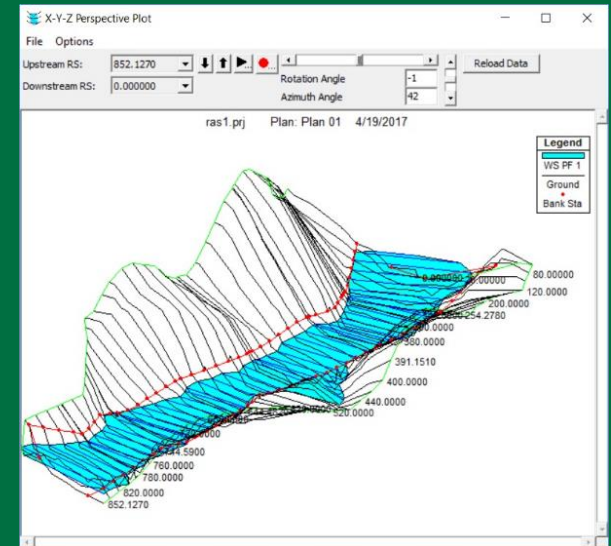 X-Y-Z Perspective Plot
File Options
Upstream RS: 852.1270
Downstream RS: 0.000000
Rotation Angle -1
Azimuth Angle 42
Reload Data
ras1.prj Plan: Plan 01 4/19/2017
Legend
WS PF 1
Ground
Bank Sta
80.00000
120.0000
200.0000
254.2780
380.0000
391.1510
400.0000
440.0000
520.0000
760.0000
780.0000
820.0000
852.1270